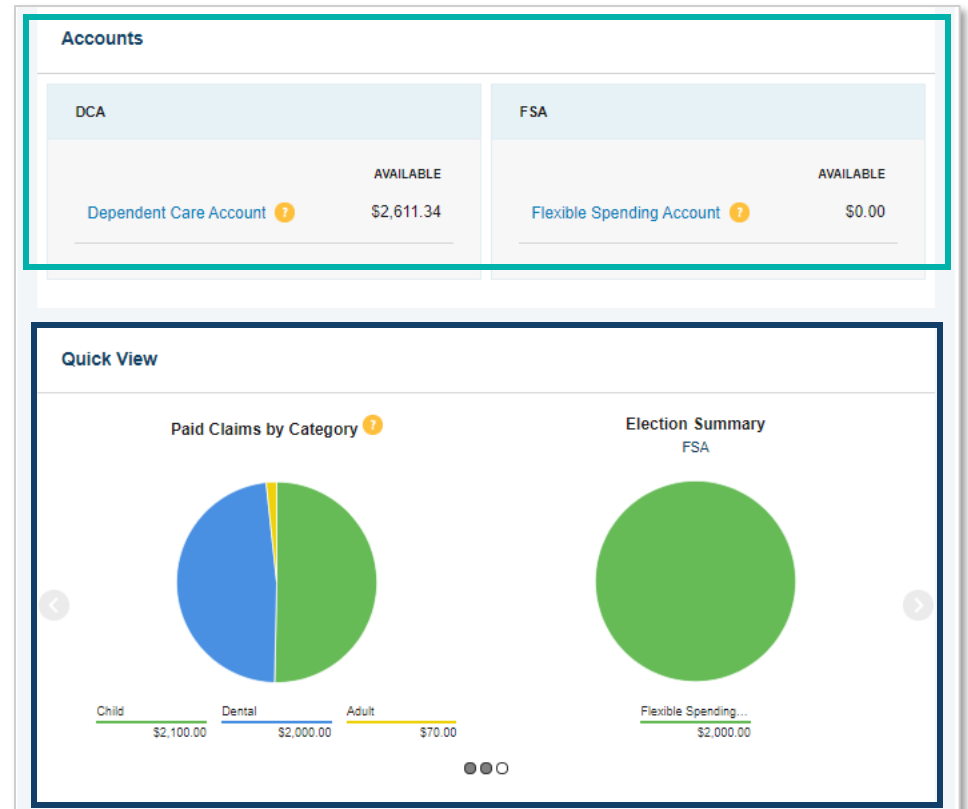 Accounts
DCA
AVAILABLE
Dependent Care Account ? $2,611.34
FSA
AVAILABLE
Flexible Spending Account ? $0.00
Quick View
Paid Claims by Category ?
Child Dental Adult
$2,100.00 $2,000.00 $70.00
Election Summary
FSA
Flexible Spending...
$2,000.00